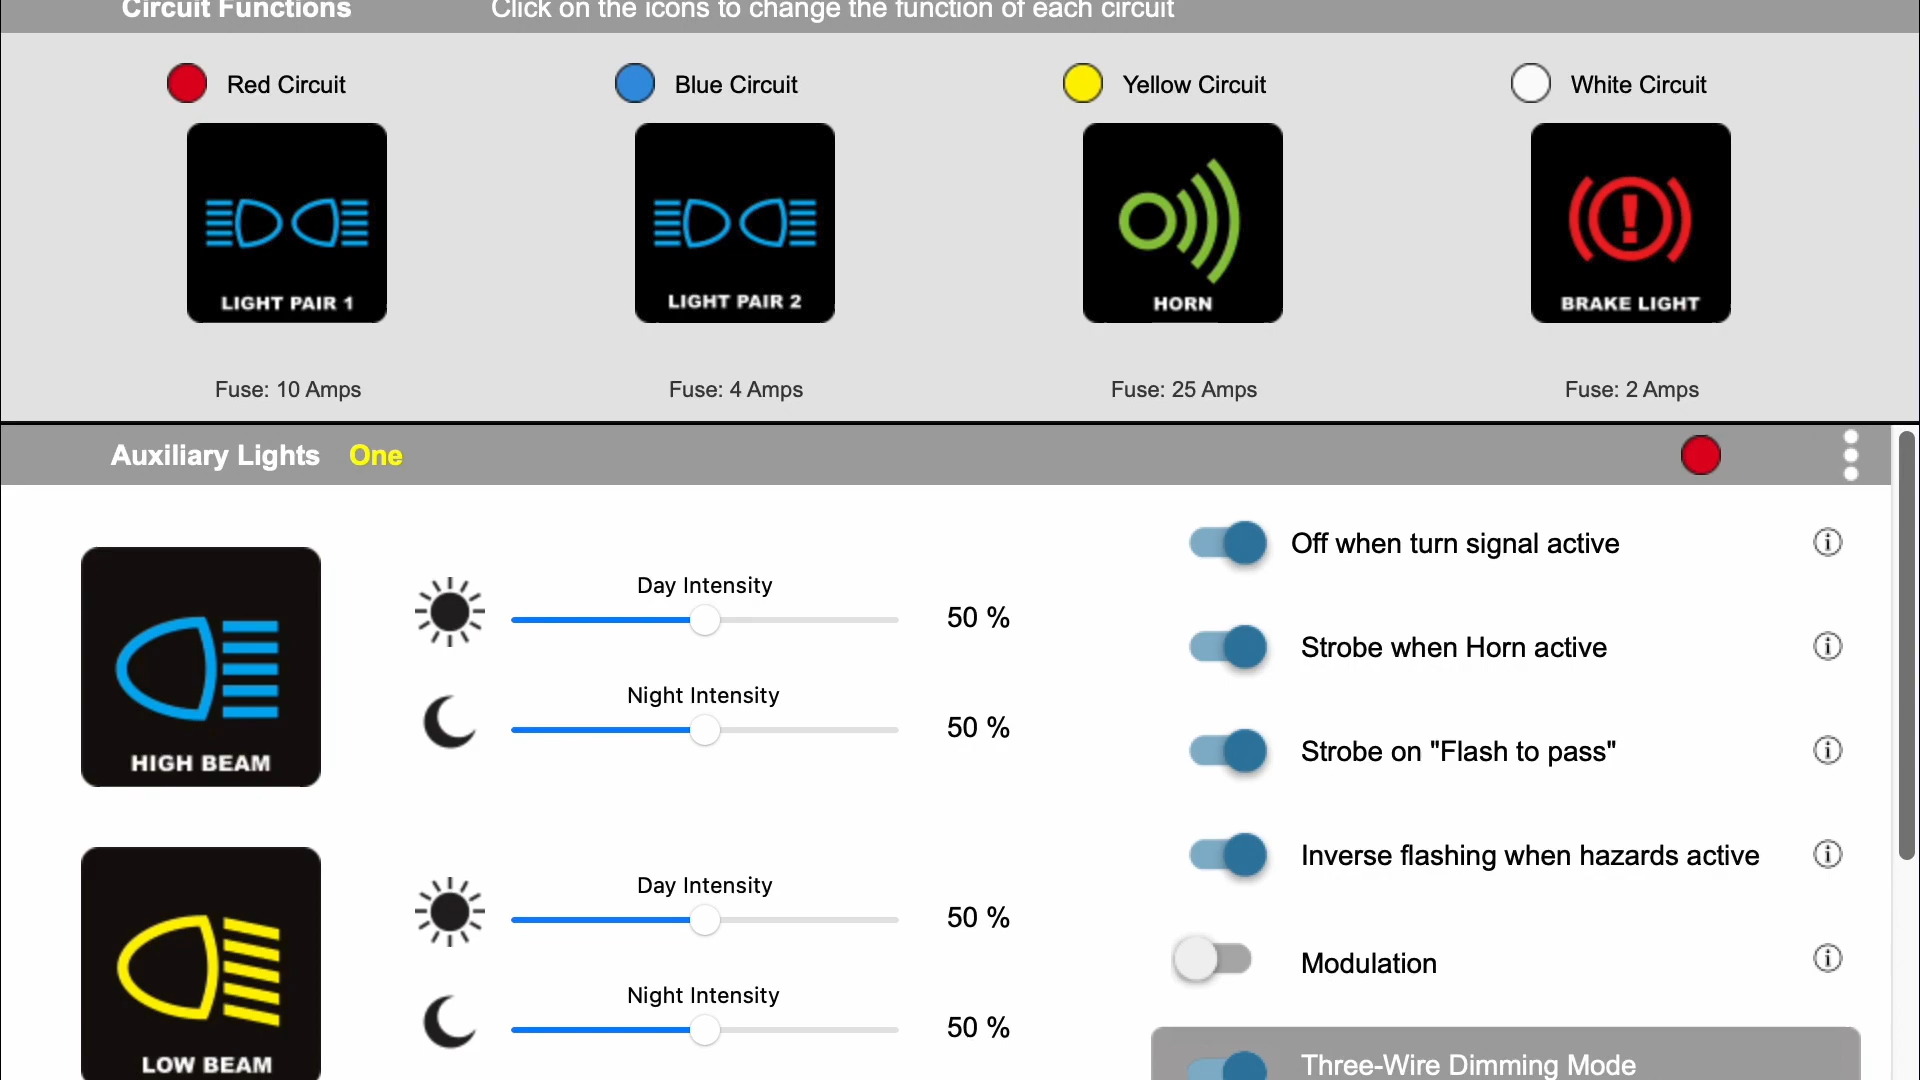 Circuit Functions Click on the icons to change the function of each circuit
Red Circuit Blue Circuit Yellow Circuit White Circuit
LIGHT PAIR 1 LIGHT PAIR 2 HORN BRAKE LIGHT
Fuse: 10 Amps Fuse: 4 Amps Fuse: 25 Amps Fuse: 2 Amps
Auxiliary Lights One
Off when turn signal active
Day Intensity
50 %
Strobe when Horn active
Night Intensity
50 %
Strobe on "Flash to pass"
HIGH BEAM
Inverse flashing when hazards active
Day Intensity
50 %
Modulation
Night Intensity
50 %
LOW BEAM
Three-Wire Dimming Mode